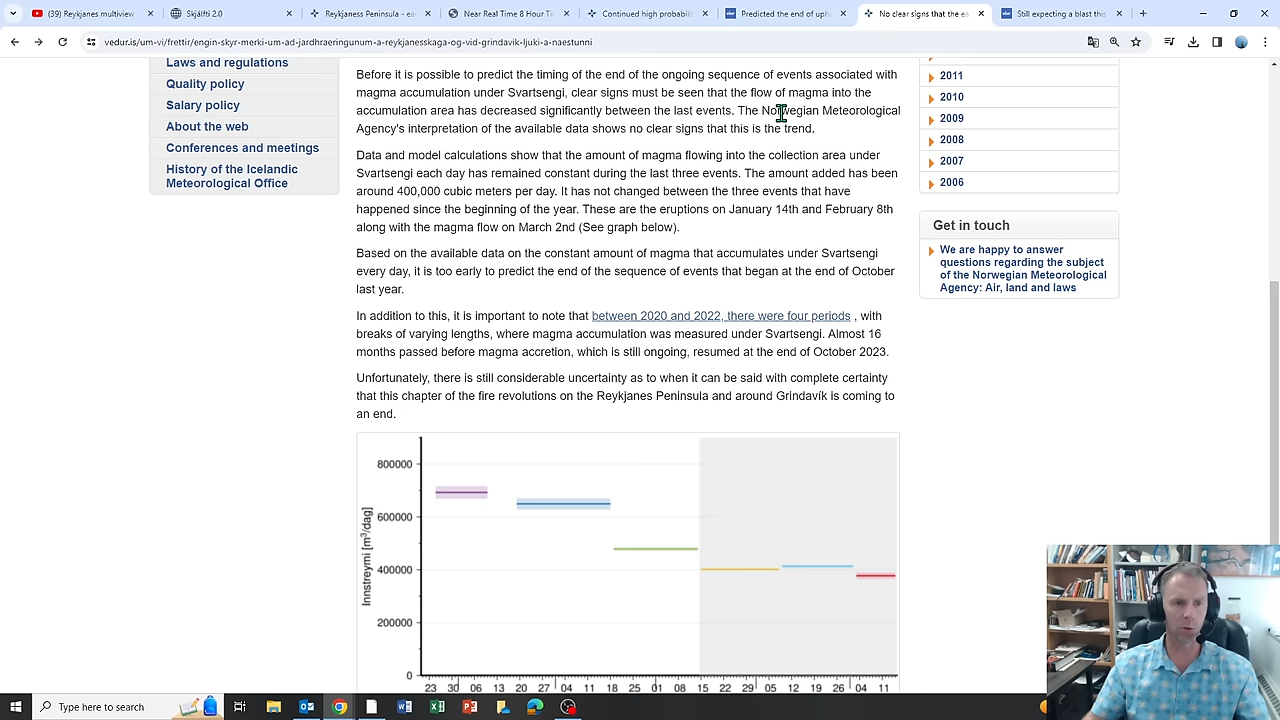 (39) Reykjanes multiview
Skjálfti 2.0
Reykjaness Peninsula - ea
Solar Real Time 8 Hour Ti
Continued high probabili
Predicted the end of uph
No clear signs that the ea
Still expecting a blast this
vedur.is/um-vi/frettir/engin-skyr-merki-um-ad-jardhraeringunum-a-reykjanesskaga-og-vid-grindavik-ljuki-a-naestunni
Laws and regulations
Quality policy
Salary policy
About the web
Conferences and meetings
History of the Icelandic
Meteorological Office
Before it is possible to predict the timing of the end of the ongoing sequence of events associated with
magma accumulation under Svartsengi, clear signs must be seen that the flow of magma into the
accumulation area has decreased significantly between the last events. The Norwegian Meteorological
Agency's interpretation of the available data shows no clear signs that this is the trend.
Data and model calculations show that the amount of magma flowing into the collection area under
Svartsengi each day has remained constant during the last three events. The amount added has been
around 400,000 cubic meters per day. It has not changed between the three events that have
happened since the beginning of the year. These are the eruptions on January 14th and February 8th
along with the magma flow on March 2nd (See graph below).
Based on the available data on the constant amount of magma that accumulates under Svartsengi
every day, it is too early to predict the end of the sequence of events that began at the end of October
last year.
In addition to this, it is important to note that between 2020 and 2022, there were four periods , with
breaks of varying lengths, where magma accumulation was measured under Svartsengi. Almost 16
months passed before magma accretion, which is still ongoing, resumed at the end of October 2023.
Unfortunately, there is still considerable uncertainty as to when it can be said with complete certainty
that this chapter of the fire revolutions on the Reykjanes Peninsula and around Grindavík is coming to
an end.
2011
2010
2009
2008
2007
2006
Get in touch
We are happy to answer
questions regarding the subject
of the Norwegian Meteorological
Agency: Air, land and laws
Innstreymi [m³/dag]
800000
600000
400000
200000
0
23 30 06 13 20 27 04 11 18 25 01 08 15 22 29 05 12 19 26 04 11
Type here to search